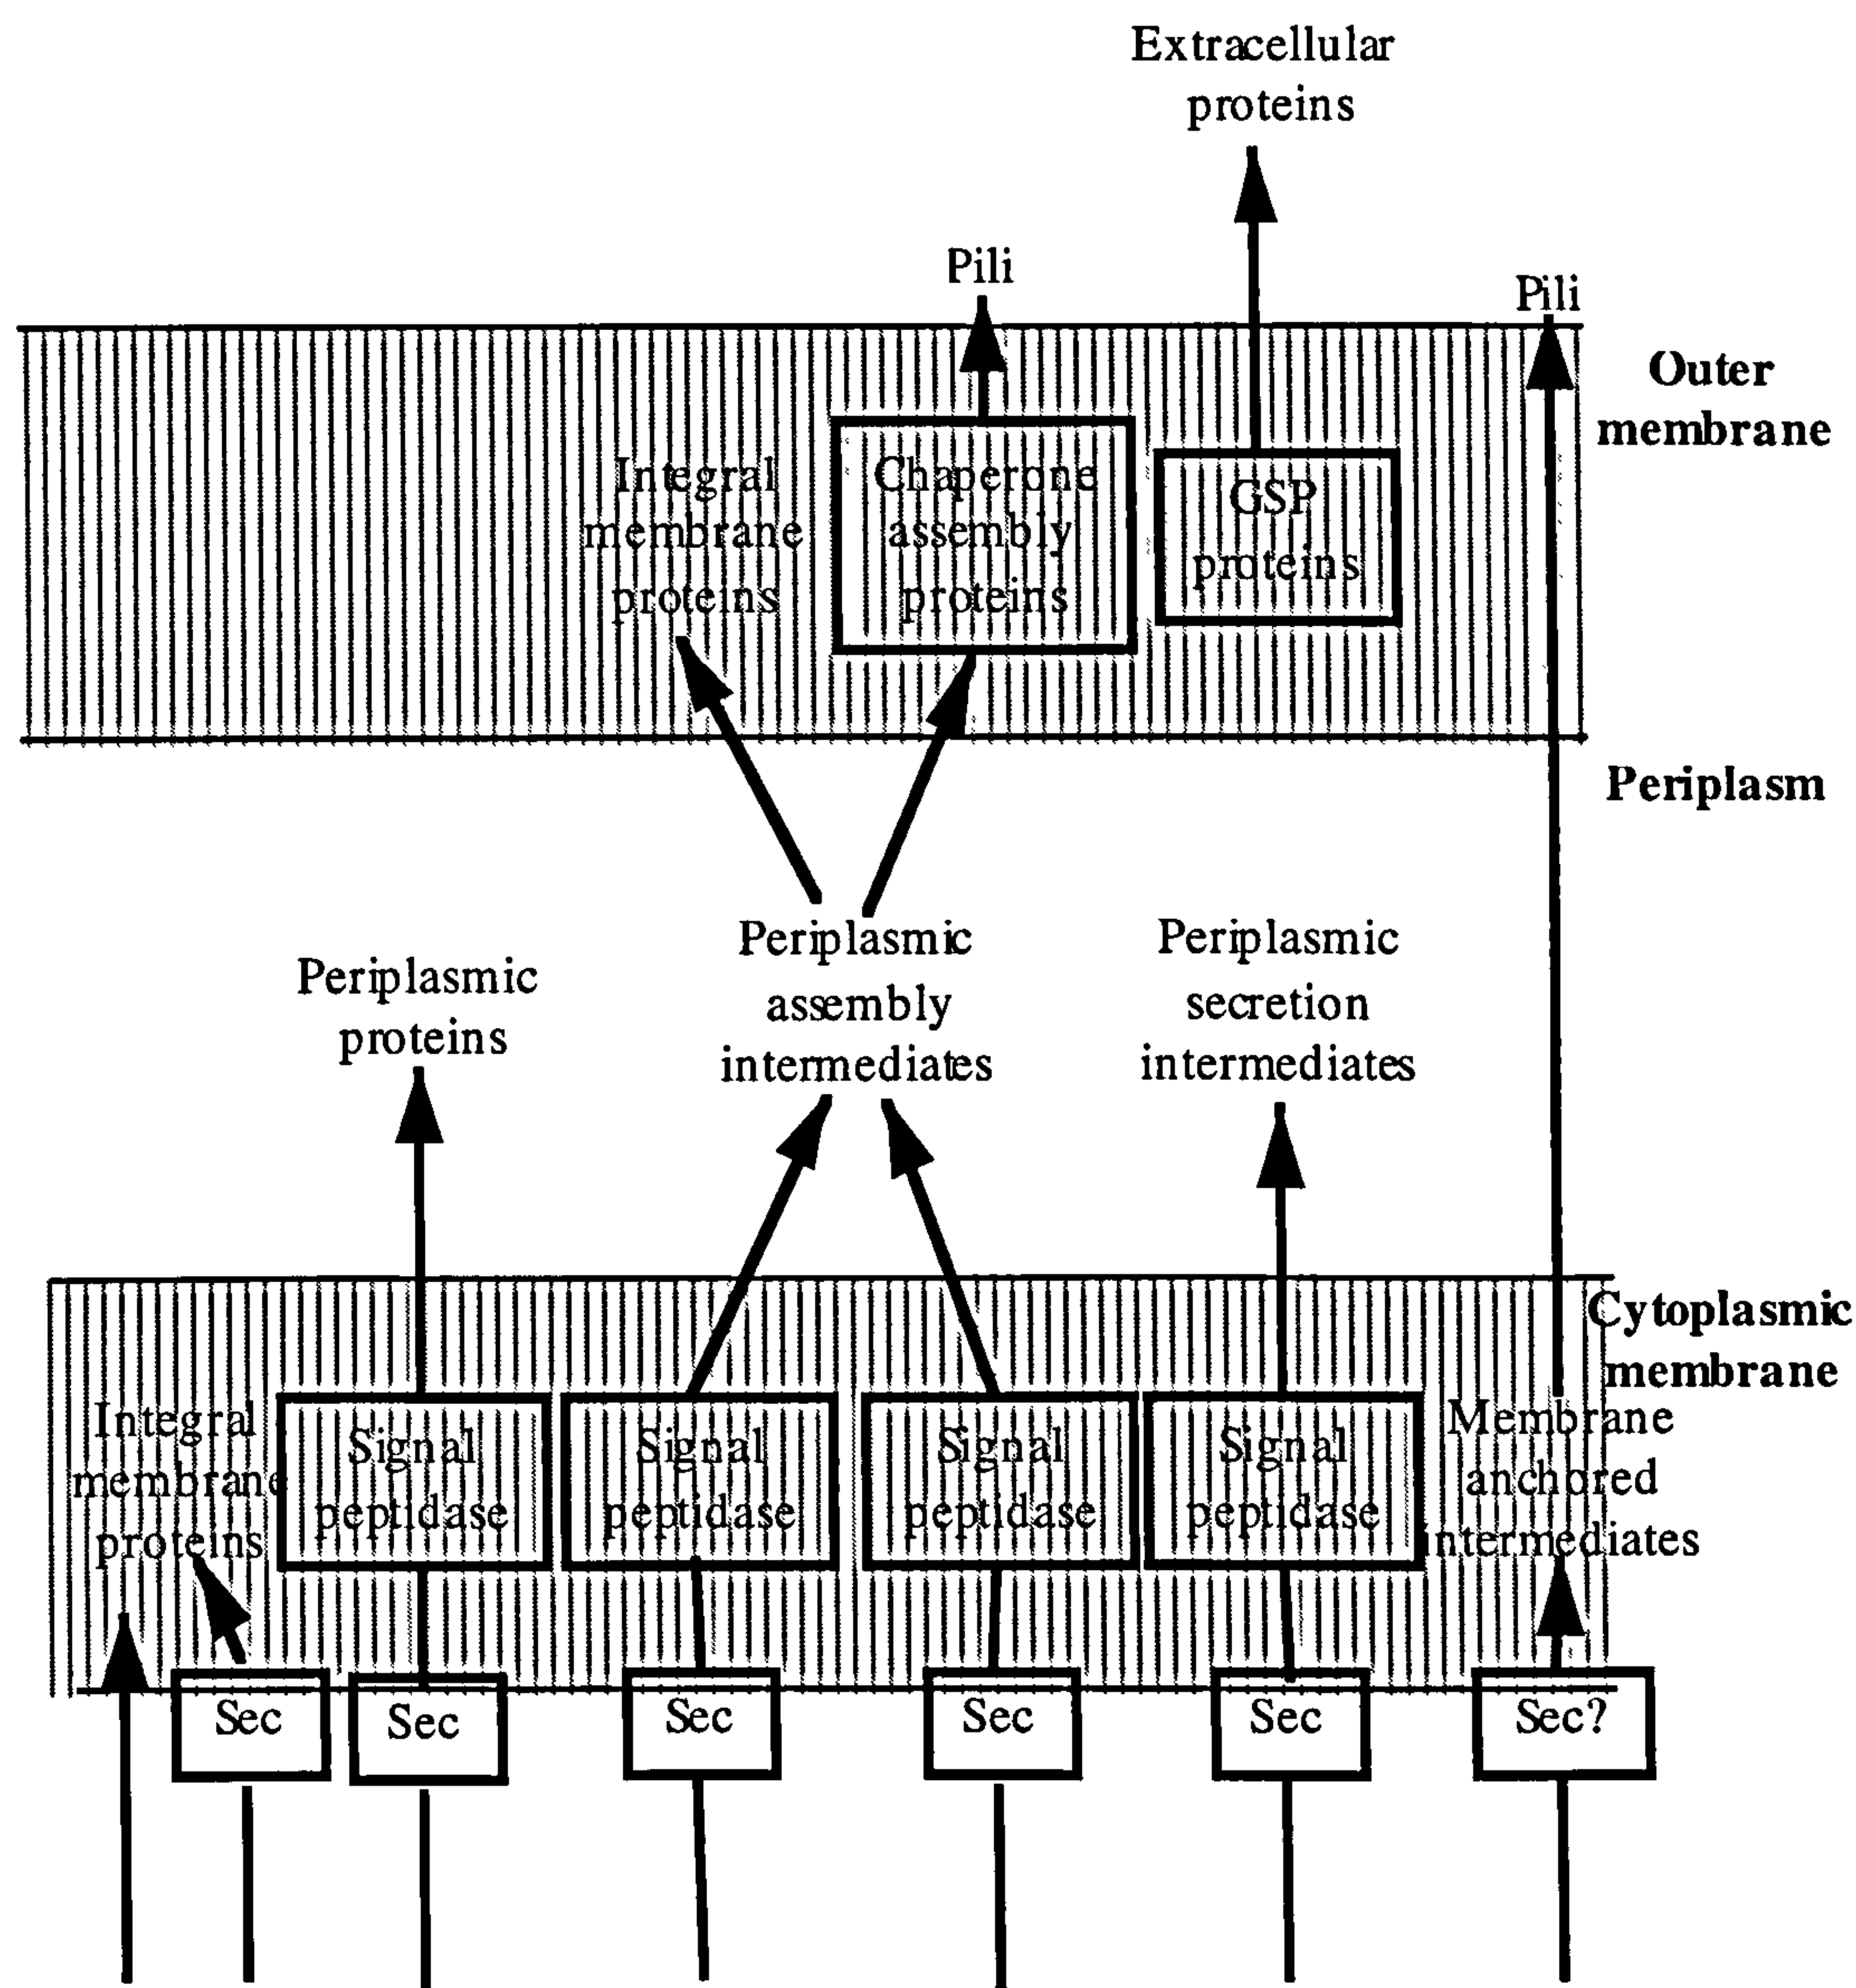 Extracellular
proteins
Pili
Pili
Outer
membrane
Integral
membrane
proteins
Chaperone
assembly
proteins
GSP
proteins
Periplasm
Periplasmic
proteins
Periplasmic
assembly
intermediates
Periplasmic
secretion
intermediates
Cytoplasmic
membrane
Integral
membrane
proteins
Signal
peptidase
Signal
peptidase
Signal
peptidase
Signal
peptidase
Membrane
anchored
intermediates
Sec
Sec
Sec
Sec
Sec
Sec?